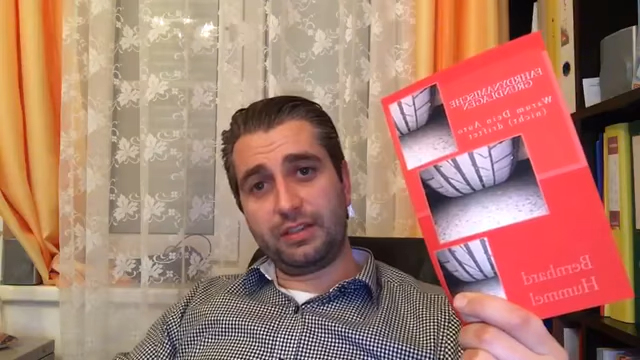 FAHRDYNAMISCHE
GRUNDLAGEN
Warum Dein Auto
(nicht) driftet
Bernhard
Hummel